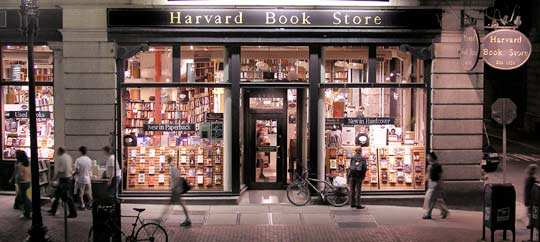 Harvard Book Store
Harvard
Book Store
Used Books
New in Paperback
New in Hardcover